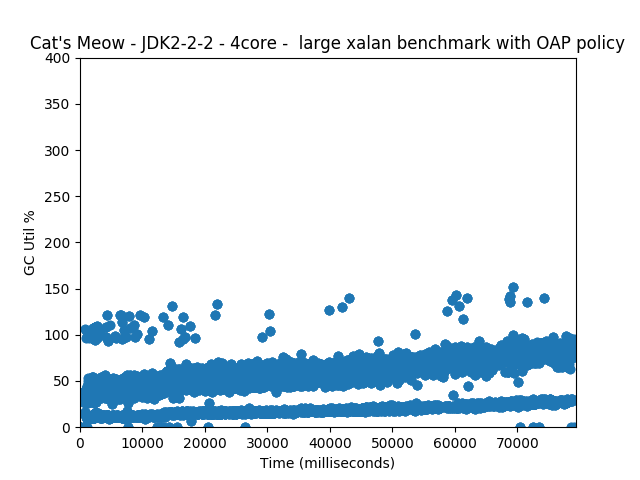 Cat's Meow - JDK2-2-2 - 4core -  large xalan benchmark with OAP policy
400
350
300
250
200
150
100
50
0
GC Util %
0 10000 20000 30000 40000 50000 60000 70000
Time (milliseconds)